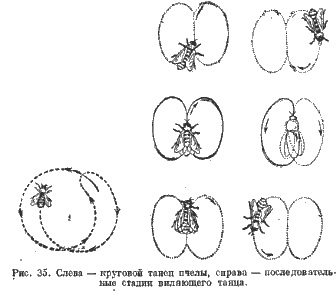 Рис. 35. Слева — круговой танец пчелы, справа — последователь-
ные стадии виляющего танца.